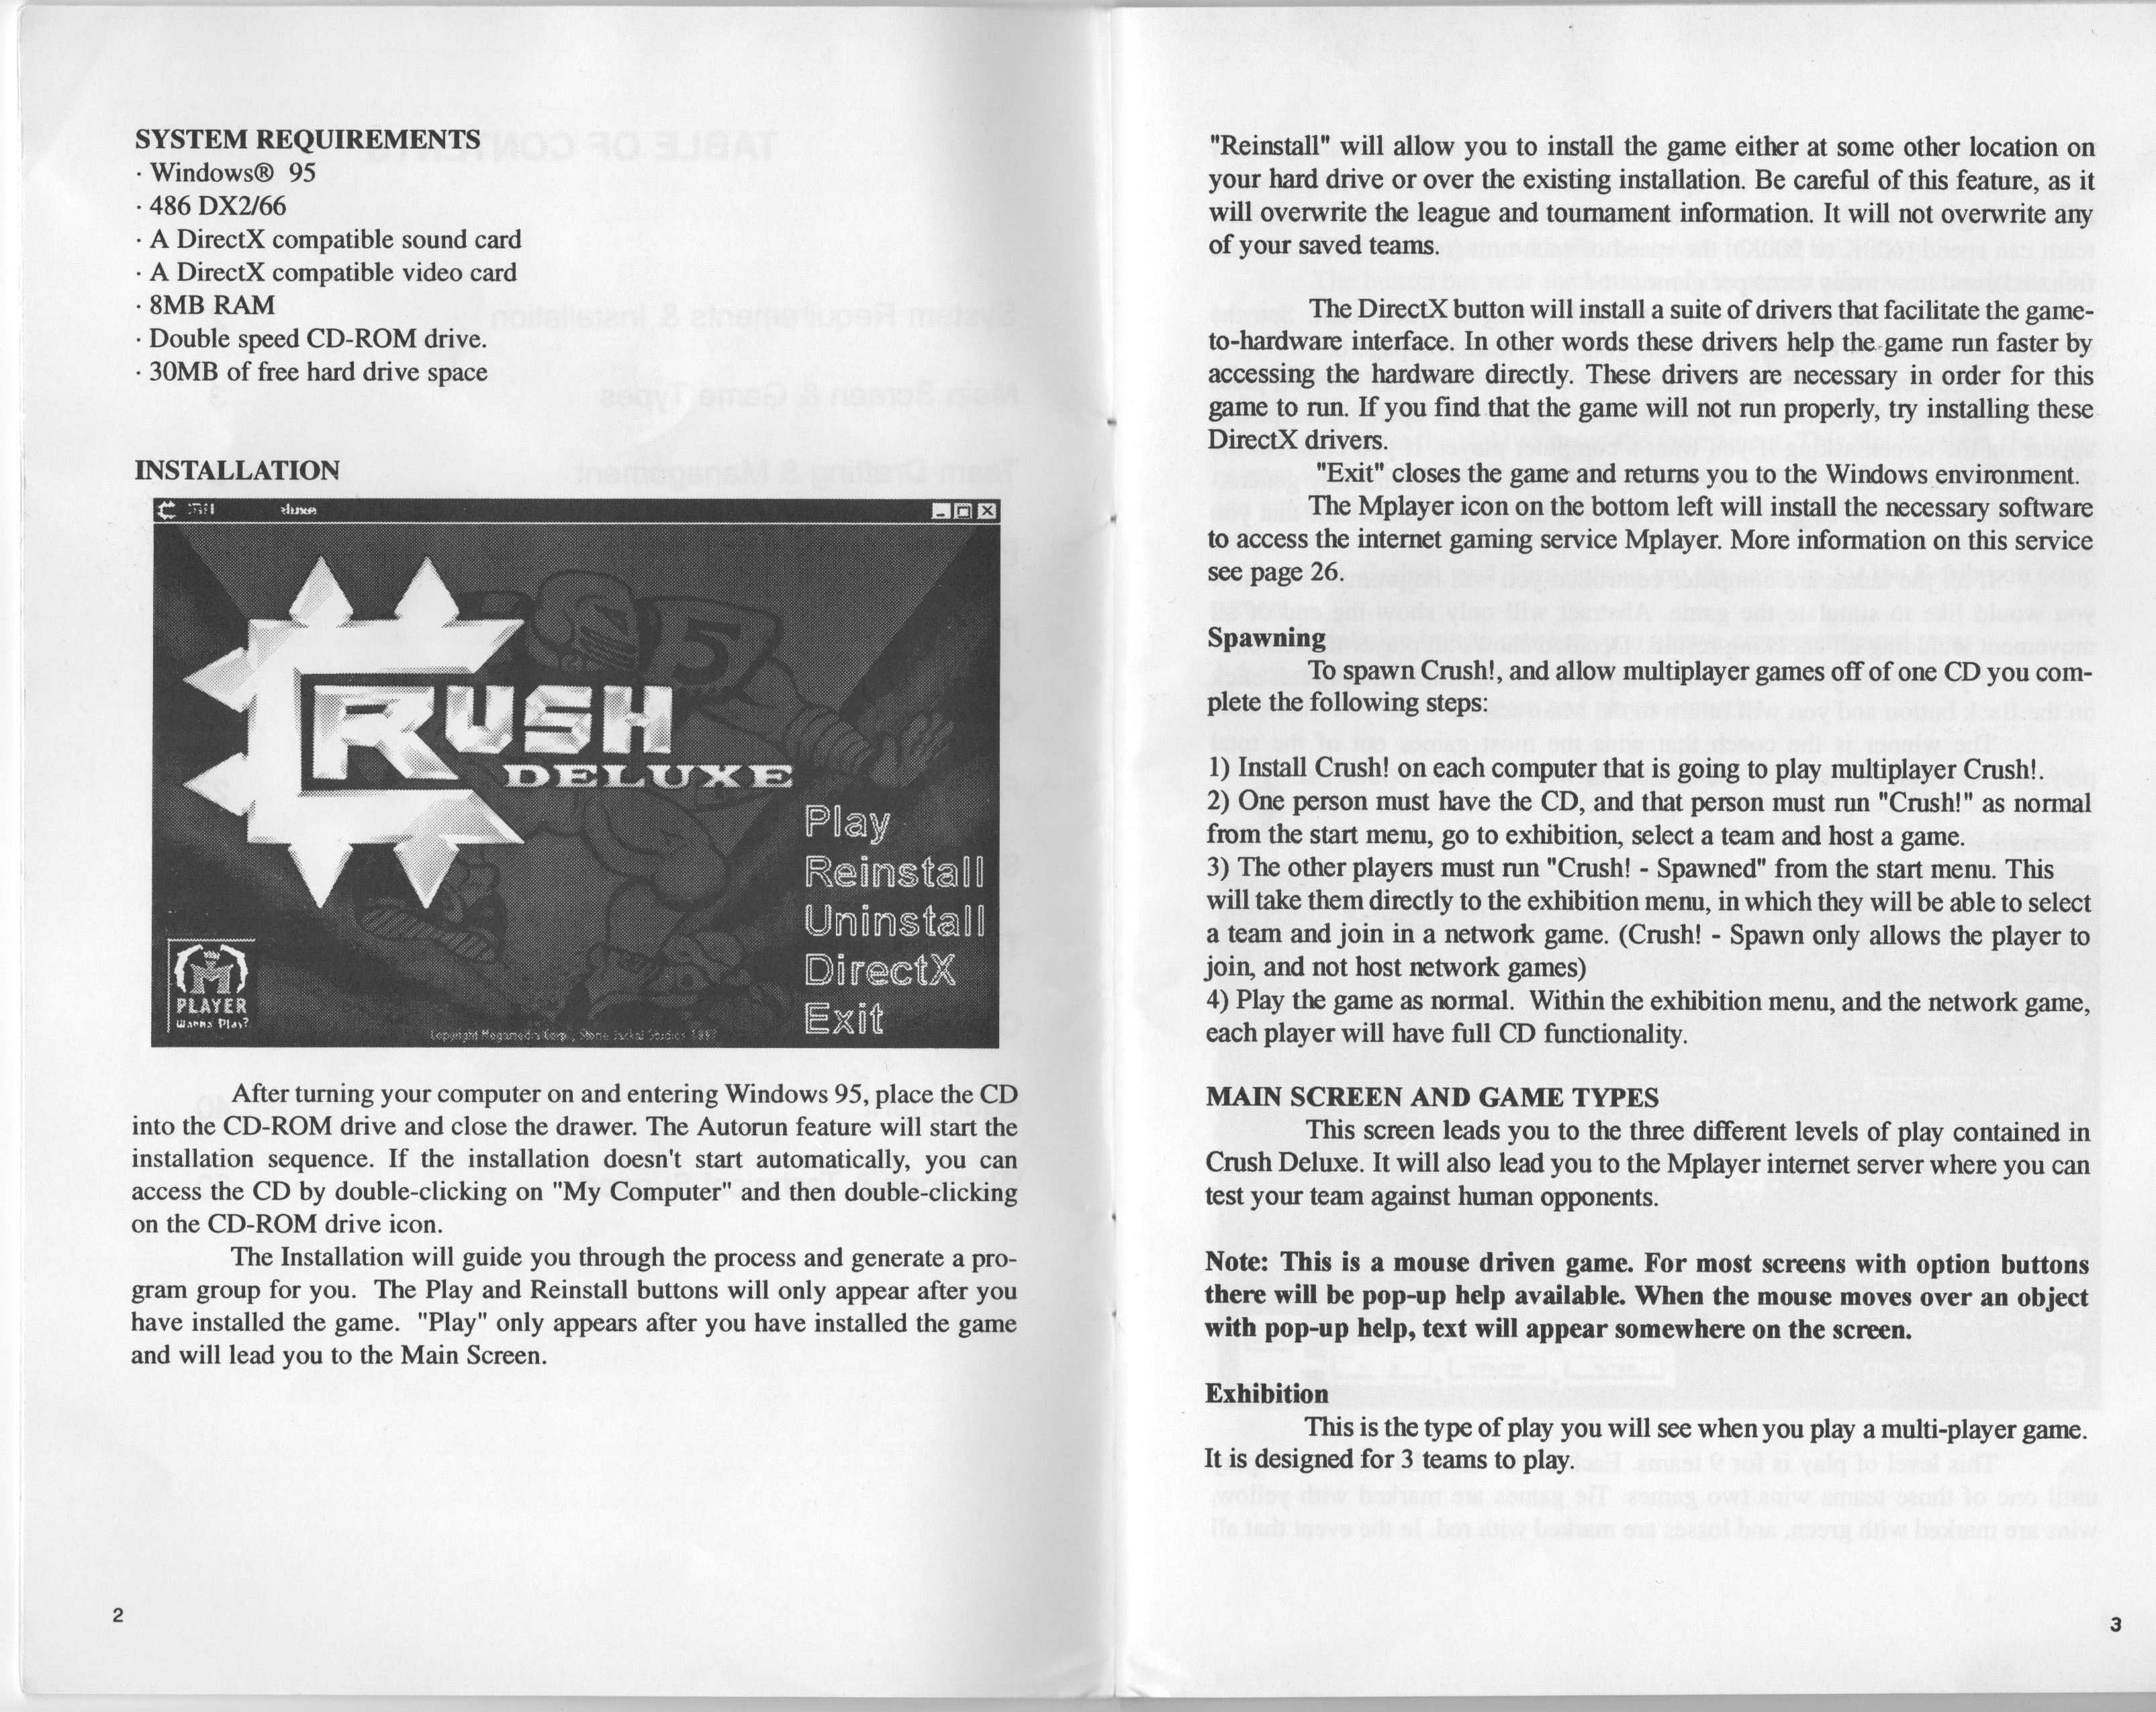 SYSTEM REQUIREMENTS
· Windows® 95
· 486 DX2/66
· A DirectX compatible sound card
· A DirectX compatible video card
· 8MB RAM
· Double speed CD-ROM drive.
· 30MB of free hard drive space
INSTALLATION
RUSH
DELUXE
Play
Reinstall
Uninstall
DirectX
Exit
M
PLAYER
Wanna Play?
Copyright Megamedia Corp., Stone Jackal Studios 1997
After turning your computer on and entering Windows 95, place the CD
into the CD-ROM drive and close the drawer. The Autorun feature will start the
installation sequence. If the installation doesn't start automatically, you can
access the CD by double-clicking on "My Computer" and then double-clicking
on the CD-ROM drive icon.
The Installation will guide you through the process and generate a pro-
gram group for you. The Play and Reinstall buttons will only appear after you
have installed the game. "Play" only appears after you have installed the game
and will lead you to the Main Screen.
2
"Reinstall" will allow you to install the game either at some other location on
your hard drive or over the existing installation. Be careful of this feature, as it
will overwrite the league and tournament information. It will not overwrite any
of your saved teams.
The DirectX button will install a suite of drivers that facilitate the game-
to-hardware interface. In other words these drivers help the game run faster by
accessing the hardware directly. These drivers are necessary in order for this
game to run. If you find that the game will not run properly, try installing these
DirectX drivers.
"Exit" closes the game and returns you to the Windows environment.
The Mplayer icon on the bottom left will install the necessary software
to access the internet gaming service Mplayer. More information on this service
see page 26.
Spawning
To spawn Crush!, and allow multiplayer games off of one CD you com-
plete the following steps:
1) Install Crush! on each computer that is going to play multiplayer Crush!.
2) One person must have the CD, and that person must run "Crush!" as normal
from the start menu, go to exhibition, select a team and host a game.
3) The other players must run "Crush! - Spawned" from the start menu. This
will take them directly to the exhibition menu, in which they will be able to select
a team and join in a network game. (Crush! - Spawn only allows the player to
join, and not host network games)
4) Play the game as normal. Within the exhibition menu, and the network game,
each player will have full CD functionality.
MAIN SCREEN AND GAME TYPES
This screen leads you to the three different levels of play contained in
Crush Deluxe. It will also lead you to the Mplayer internet server where you can
test your team against human opponents.
Note: This is a mouse driven game. For most screens with option buttons
there will be pop-up help available. When the mouse moves over an object
with pop-up help, text will appear somewhere on the screen.
Exhibition
This is the type of play you will see when you play a multi-player game.
It is designed for 3 teams to play.
3